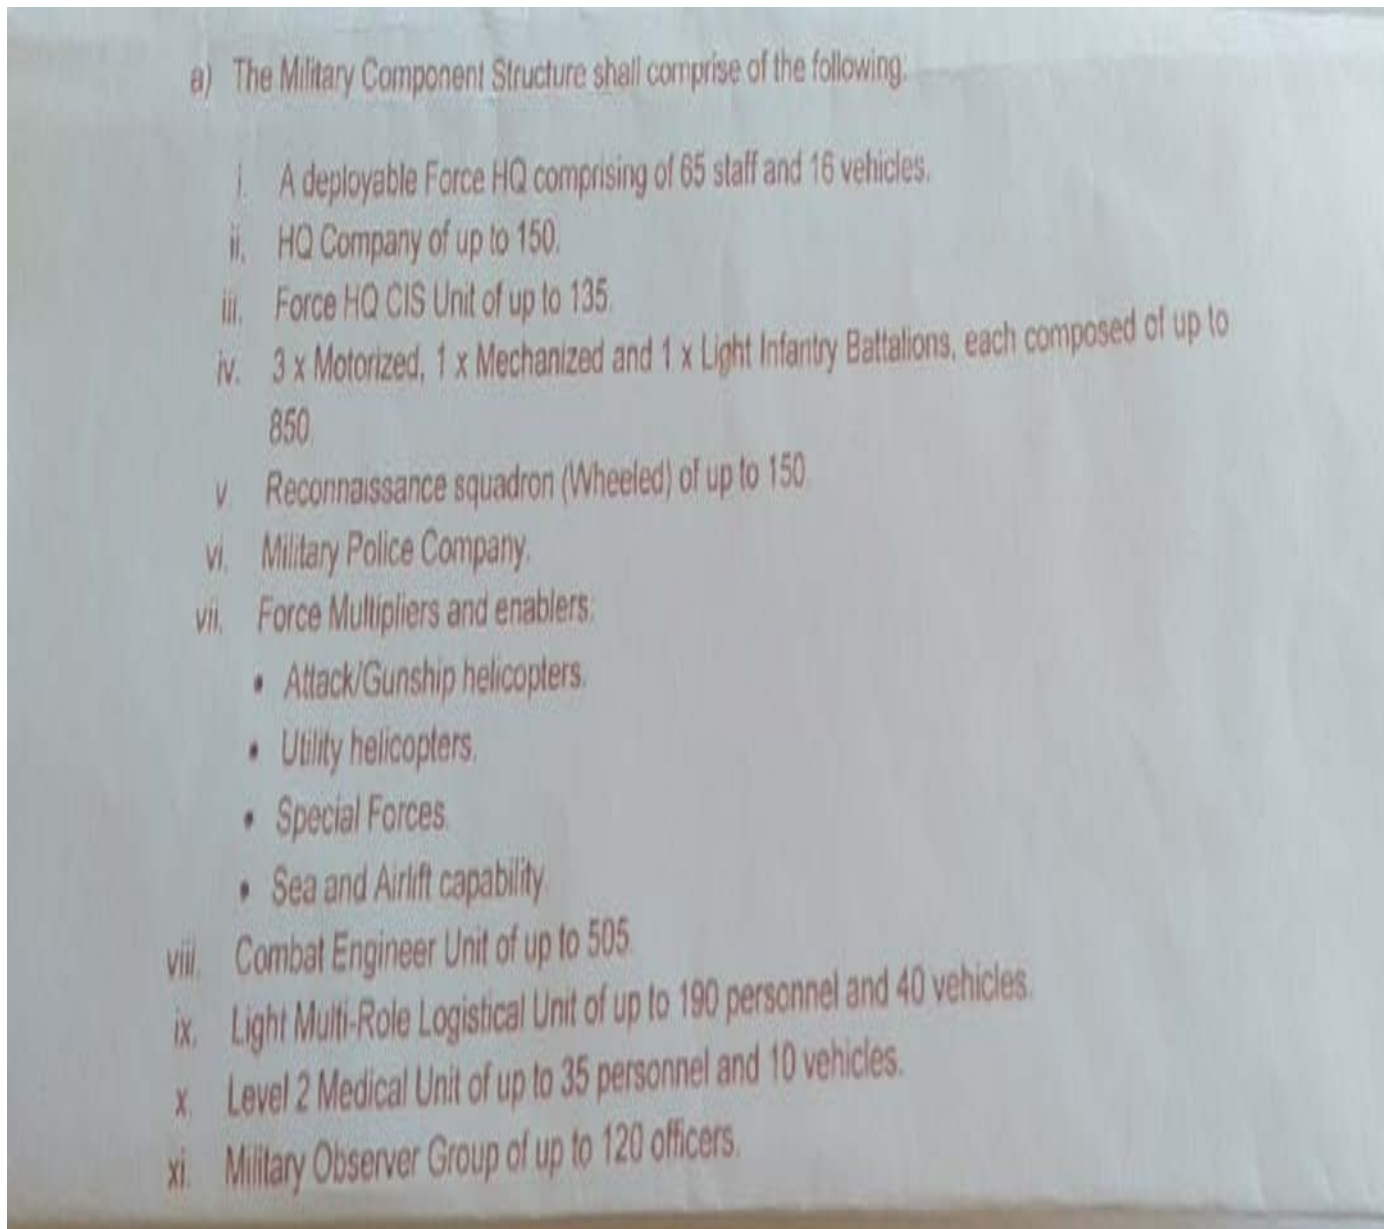 a) The Military Component Structure shall comprise of the following:
i. A deployable Force HQ comprising of 65 staff and 16 vehicles.
ii. HQ Company of up to 150.
iii. Force HQ CIS Unit of up to 135.
iv. 3 x Motorized, 1 x Mechanized and 1 x Light Infantry Battalions, each composed of up to
850.
v. Reconnaissance squadron (Wheeled) of up to 150.
vi. Military Police Company.
vii. Force Multipliers and enablers:
• Attack/Gunship helicopters.
• Utility helicopters.
• Special Forces.
• Sea and Airlift capability.
viii. Combat Engineer Unit of up to 505.
ix. Light Multi-Role Logistical Unit of up to 190 personnel and 40 vehicles.
x. Level 2 Medical Unit of up to 35 personnel and 10 vehicles.
xi. Military Observer Group of up to 120 officers.